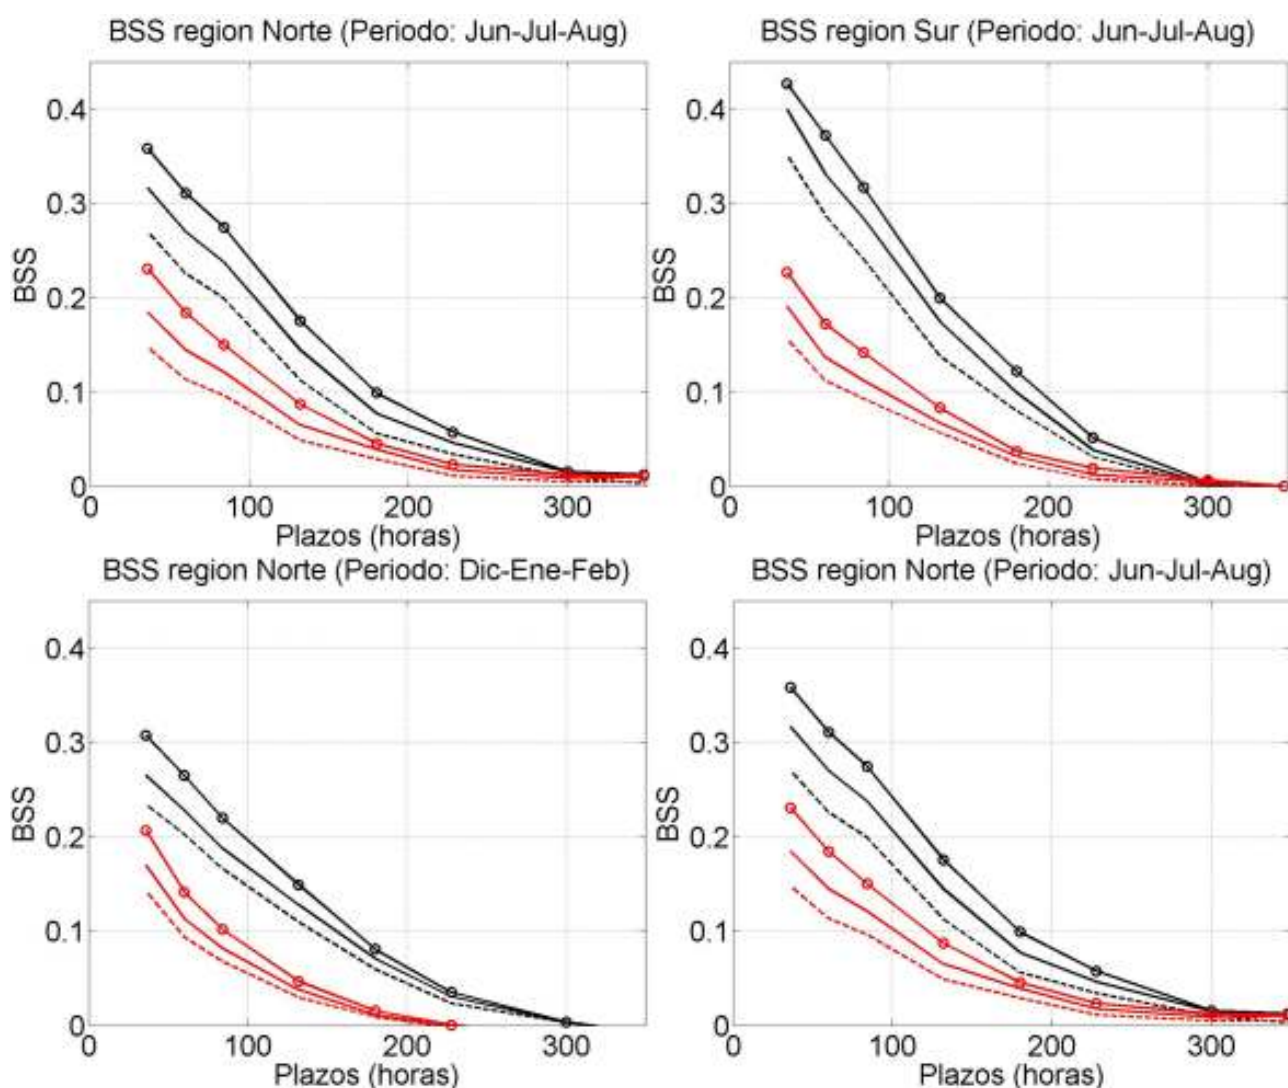 BSS region Norte (Periodo: Jun-Jul-Aug)
BSS
0.4
0.3
0.2
0.1
0
0 100 200 300
Plazos (horas)
BSS region Sur (Periodo: Jun-Jul-Aug)
BSS
0.4
0.3
0.2
0.1
0
0 100 200 300
Plazos (horas)
BSS region Norte (Periodo: Dic-Ene-Feb)
BSS
0.4
0.3
0.2
0.1
0
0 100 200 300
Plazos (horas)
BSS region Norte (Periodo: Jun-Jul-Aug)
BSS
0.4
0.3
0.2
0.1
0
0 100 200 300
Plazos (horas)